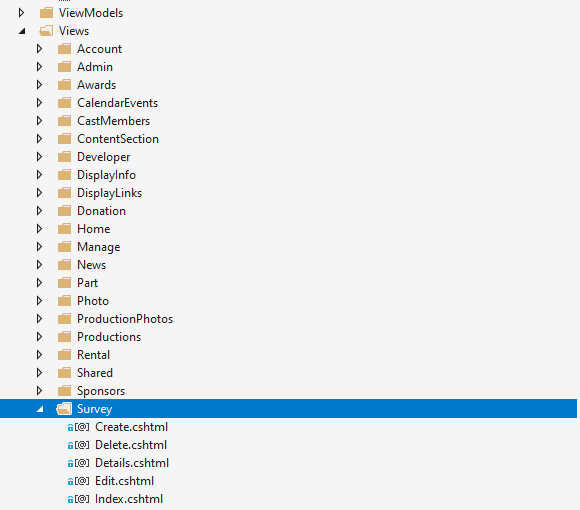 ViewModels
Views
Account
Admin
Awards
CalendarEvents
CastMembers
ContentSection
Developer
DisplayInfo
DisplayLinks
Donation
Home
Manage
News
Part
Photo
ProductionPhotos
Productions
Rental
Shared
Sponsors
Survey
[@] Create.cshtml
[@] Delete.cshtml
[@] Details.cshtml
[@] Edit.cshtml
[@] Index.cshtml